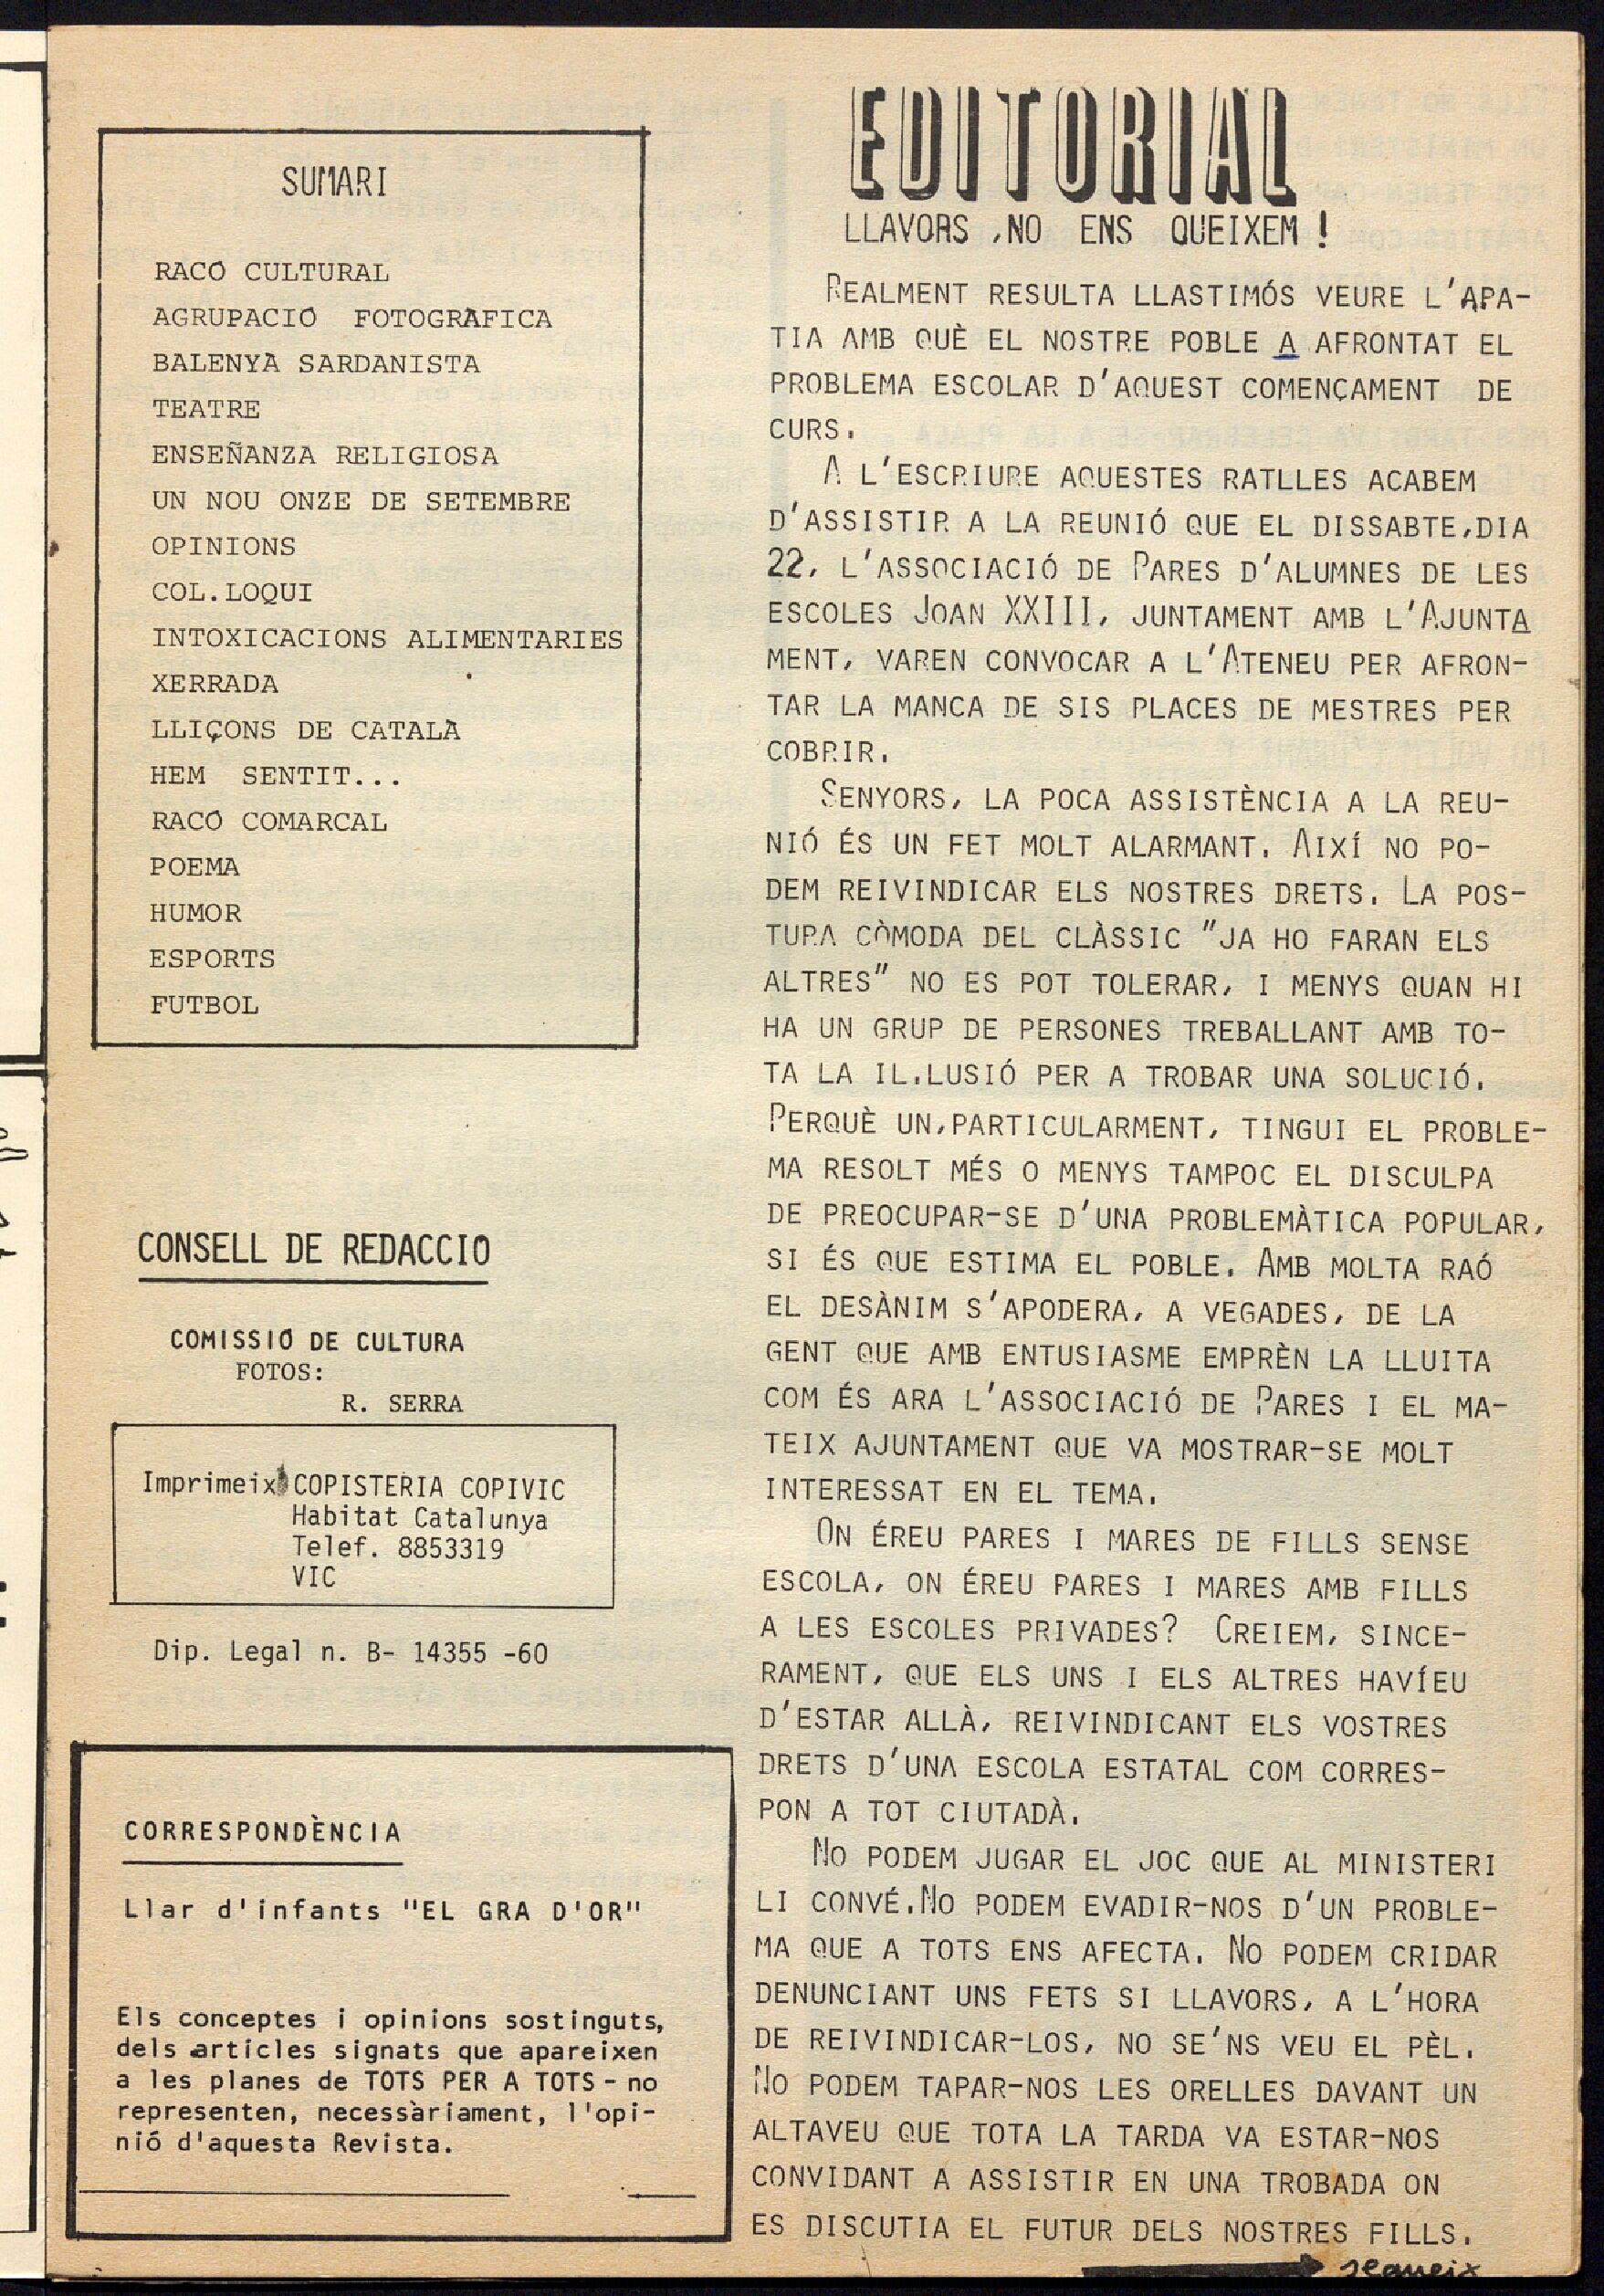 SUMARI
RACÓ CULTURAL
AGRUPACIÓ FOTOGRÀFICA
BALENYÀ SARDANISTA
TEATRE
ENSEÑANZA RELIGIOSA
UN NOU ONZE DE SETEMBRE
OPINIONS
COL.LOQUI
INTOXICACIONS ALIMENTARIES
XERRADA
LLIÇONS DE CATALÀ
HEM SENTIT...
RACÓ COMARCAL
POEMA
HUMOR
ESPORTS
FUTBOL
CONSELL DE REDACCIO
COMISSIÓ DE CULTURA
FOTOS:
R. SERRA
Imprimeix COPISTERIA COPIVIC
Habitat Catalunya
Telef. 8853319
VIC
Dip. Legal n. B- 14355 -60
CORRESPONDÈNCIA
Llar d'infants "EL GRA D'OR"
Els conceptes i opinions sostinguts,
dels articles signats que apareixen
a les planes de TOTS PER A TOTS - no
representen, necessàriament, l'opi-
nió d'aquesta Revista.
EDITORIAL
LLAVORS ,NO ENS QUEIXEM !
REALMENT RESULTA LLASTIMÓS VEURE L'APA-
TIA AMB QUÈ EL NOSTRE POBLE A AFRONTAT EL
PROBLEMA ESCOLAR D'AQUEST COMENÇAMENT DE
CURS.
A L'ESCRIURE AQUESTES RATLLES ACABEM
D'ASSISTIR A LA REUNIÓ QUE EL DISSABTE,DIA
22, L'ASSOCIACIÓ DE PARES D'ALUMNES DE LES
ESCOLES JOAN XXIII, JUNTAMENT AMB L'AJUNTA
MENT, VAREN CONVOCAR A L'ATENEU PER AFRON-
TAR LA MANCA DE SIS PLACES DE MESTRES PER
COBRIR.
SENYORS, LA POCA ASSISTÈNCIA A LA REU-
NIÓ ÉS UN FET MOLT ALARMANT. AIXÍ NO PO-
DEM REIVINDICAR ELS NOSTRES DRETS. LA POS-
TURA CÒMODA DEL CLÀSSIC "JA HO FARAN ELS
ALTRES" NO ES POT TOLERAR, I MENYS QUAN HI
HA UN GRUP DE PERSONES TREBALLANT AMB TO-
TA LA IL.LUSIÓ PER A TROBAR UNA SOLUCIÓ.
PERQUÈ UN,PARTICULARMENT, TINGUI EL PROBLE-
MA RESOLT MÉS O MENYS TAMPOC EL DISCULPA
DE PREOCUPAR-SE D'UNA PROBLEMÀTICA POPULAR,
SI ÉS QUE ESTIMA EL POBLE. AMB MOLTA RAÓ
EL DESÀNIM S'APODERA, A VEGADES, DE LA
GENT QUE AMB ENTUSIASME EMPRÈN LA LLUITA
COM ÉS ARA L'ASSOCIACIÓ DE PARES I EL MA-
TEIX AJUNTAMENT QUE VA MOSTRAR-SE MOLT
INTERESSAT EN EL TEMA.
ON ÉREU PARES I MARES DE FILLS SENSE
ESCOLA, ON ÉREU PARES I MARES AMB FILLS
A LES ESCOLES PRIVADES? CREIEM, SINCE-
RAMENT, QUE ELS UNS I ELS ALTRES HAVÍEU
D'ESTAR ALLÀ, REIVINDICANT ELS VOSTRES
DRETS D'UNA ESCOLA ESTATAL COM CORRES-
PON A TOT CIUTADÀ.
NO PODEM JUGAR EL JOC QUE AL MINISTERI
LI CONVÉ.NO PODEM EVADIR-NOS D'UN PROBLE-
MA QUE A TOTS ENS AFECTA. NO PODEM CRIDAR
DENUNCIANT UNS FETS SI LLAVORS, A L'HORA
DE REIVINDICAR-LOS, NO SE'NS VEU EL PÈL.
NO PODEM TAPAR-NOS LES ORELLES DAVANT UN
ALTAVEU QUE TOTA LA TARDA VA ESTAR-NOS
CONVIDANT A ASSISTIR EN UNA TROBADA ON
ES DISCUTIA EL FUTUR DELS NOSTRES FILLS.
segueix